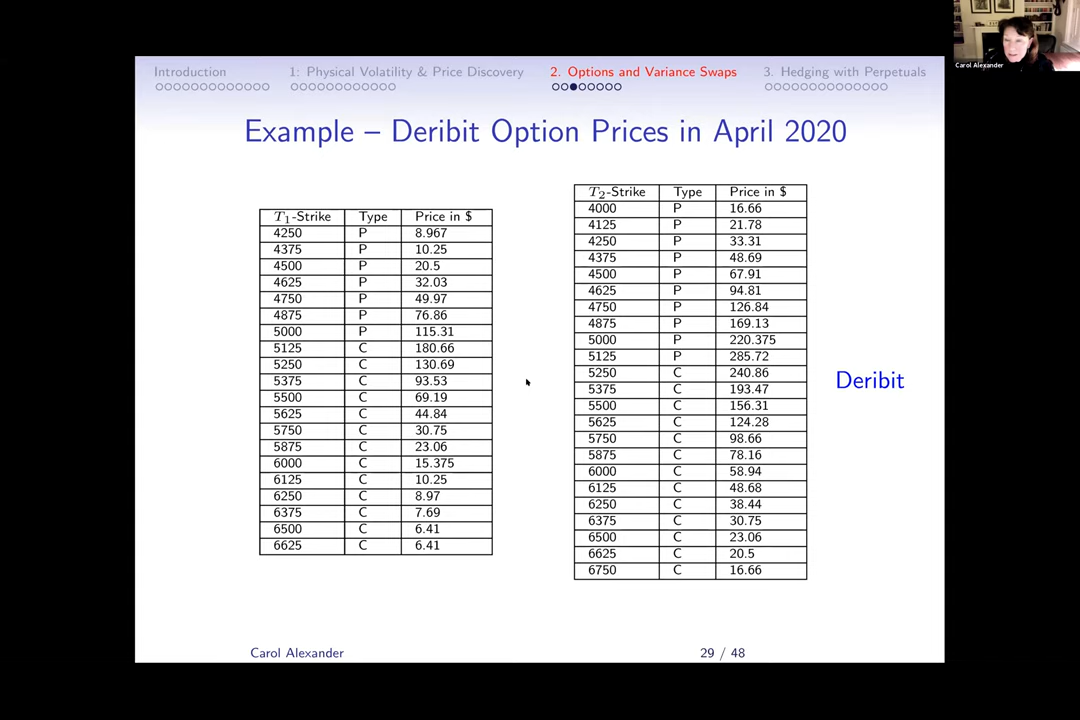 Introduction
1: Physical Volatility & Price Discovery
2. Options and Variance Swaps
3. Hedging with Perpetuals
Carol Alexander
Example – Deribit Option Prices in April 2020
T1-Strike Type Price in $
4250 P 8.967
4375 P 10.25
4500 P 20.5
4625 P 32.03
4750 P 49.97
4875 P 76.86
5000 P 115.31
5125 C 180.66
5250 C 130.69
5375 C 93.53
5500 C 69.19
5625 C 44.84
5750 C 30.75
5875 C 23.06
6000 C 15.375
6125 C 10.25
6250 C 8.97
6375 C 7.69
6500 C 6.41
6625 C 6.41
T2-Strike Type Price in $
4000 P 16.66
4125 P 21.78
4250 P 33.31
4375 P 48.69
4500 P 67.91
4625 P 94.81
4750 P 126.84
4875 P 169.13
5000 P 220.375
5125 P 285.72
5250 C 240.86
5375 C 193.47
5500 C 156.31
5625 C 124.28
5750 C 98.66
5875 C 78.16
6000 C 58.94
6125 C 48.68
6250 C 38.44
6375 C 30.75
6500 C 23.06
6625 C 20.5
6750 C 16.66
Deribit
Carol Alexander
29 / 48